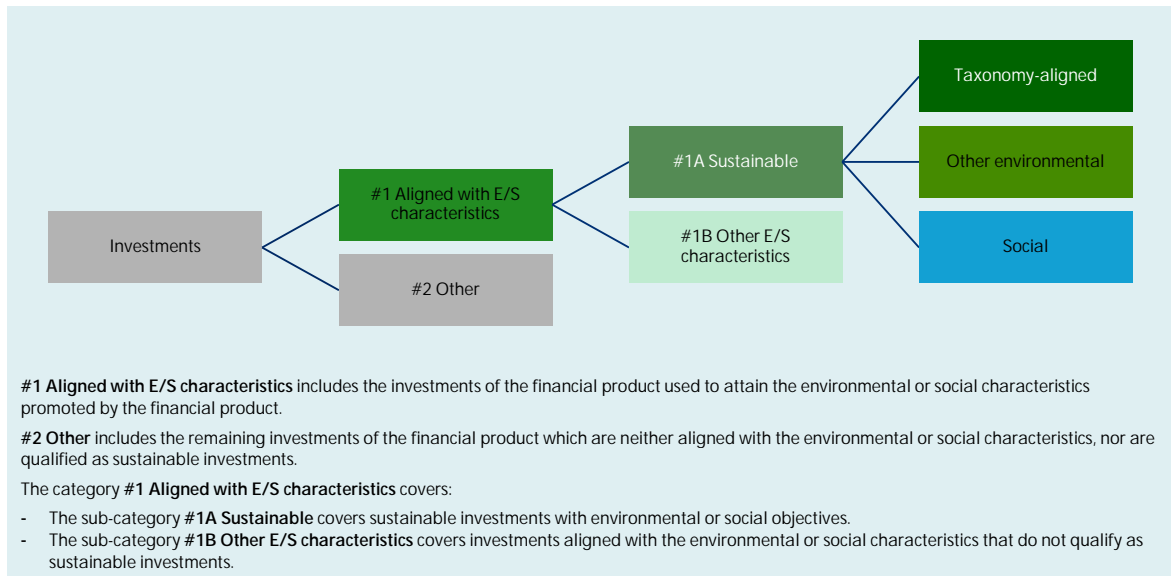 Taxonomy-aligned
#1A Sustainable
Other environmental
#1 Aligned with E/S
characteristics
Investments
#1B Other E/S
characteristics
Social
#2 Other
#1 Aligned with E/S characteristics includes the investments of the financial product used to attain the environmental or social characteristics
promoted by the financial product.
#2 Other includes the remaining investments of the financial product which are neither aligned with the environmental or social characteristics, nor are
qualified as sustainable investments.
The category #1 Aligned with E/S characteristics covers:
- The sub-category #1A Sustainable covers sustainable investments with environmental or social objectives.
- The sub-category #1B Other E/S characteristics covers investments aligned with the environmental or social characteristics that do not qualify as
sustainable investments.